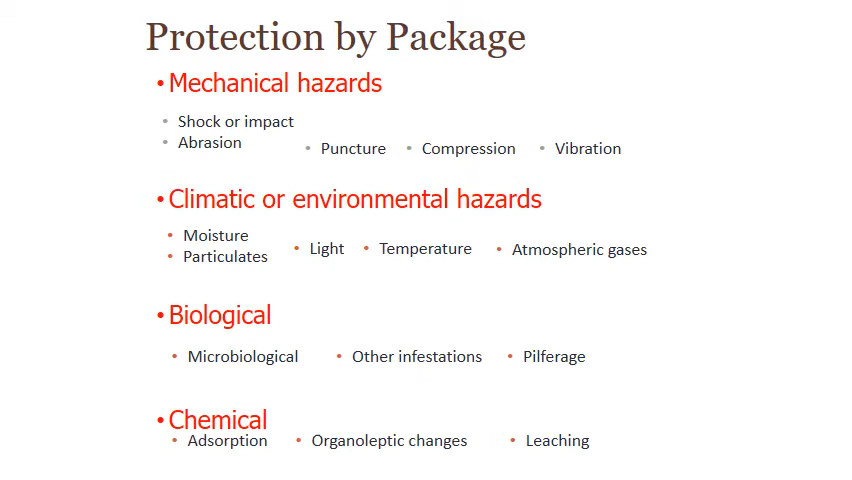 Protection by Package
• Mechanical hazards
• Shock or impact
• Abrasion • Puncture • Compression • Vibration
• Climatic or environmental hazards
• Moisture
• Particulates • Light • Temperature • Atmospheric gases
• Biological
• Microbiological • Other infestations • Pilferage
• Chemical
• Adsorption • Organoleptic changes • Leaching